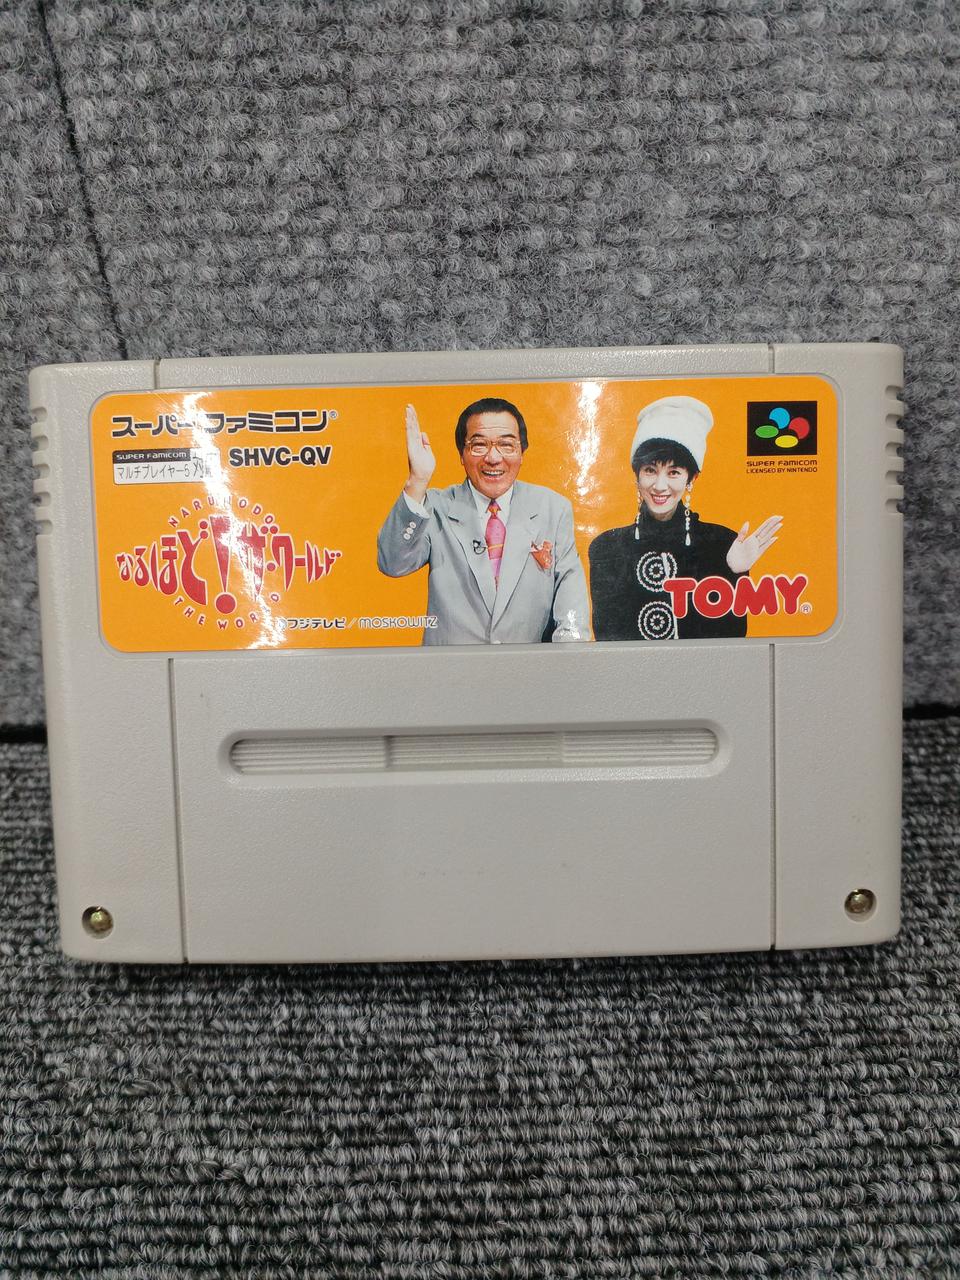 スーパーファミコン®
SUPER FAMICOM
マルチプレイヤー5 対応
SHVC-QV
NARUHODO
なるほど!ザ・ワールド
THE WORLD
フジテレビ/MOSKOWITZ
SUPER FAMICOM
LICENSED BY NINTENDO
TOMY®